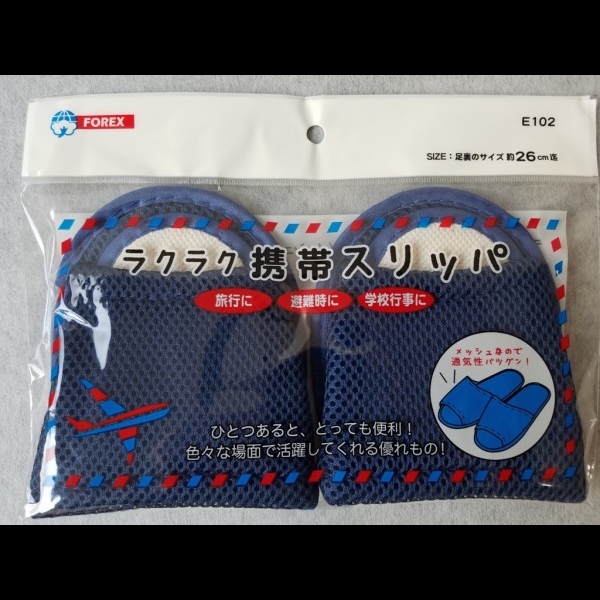 FOREX
E102
SIZE：足裏のサイズ 約26cm迄
ラクラク携帯スリッパ
旅行に 避難時に 学校行事に
メッシュなので
通気性バツグン！
ひとつあると、とっても便利！
色々な場面で活躍してくれる優れもの！